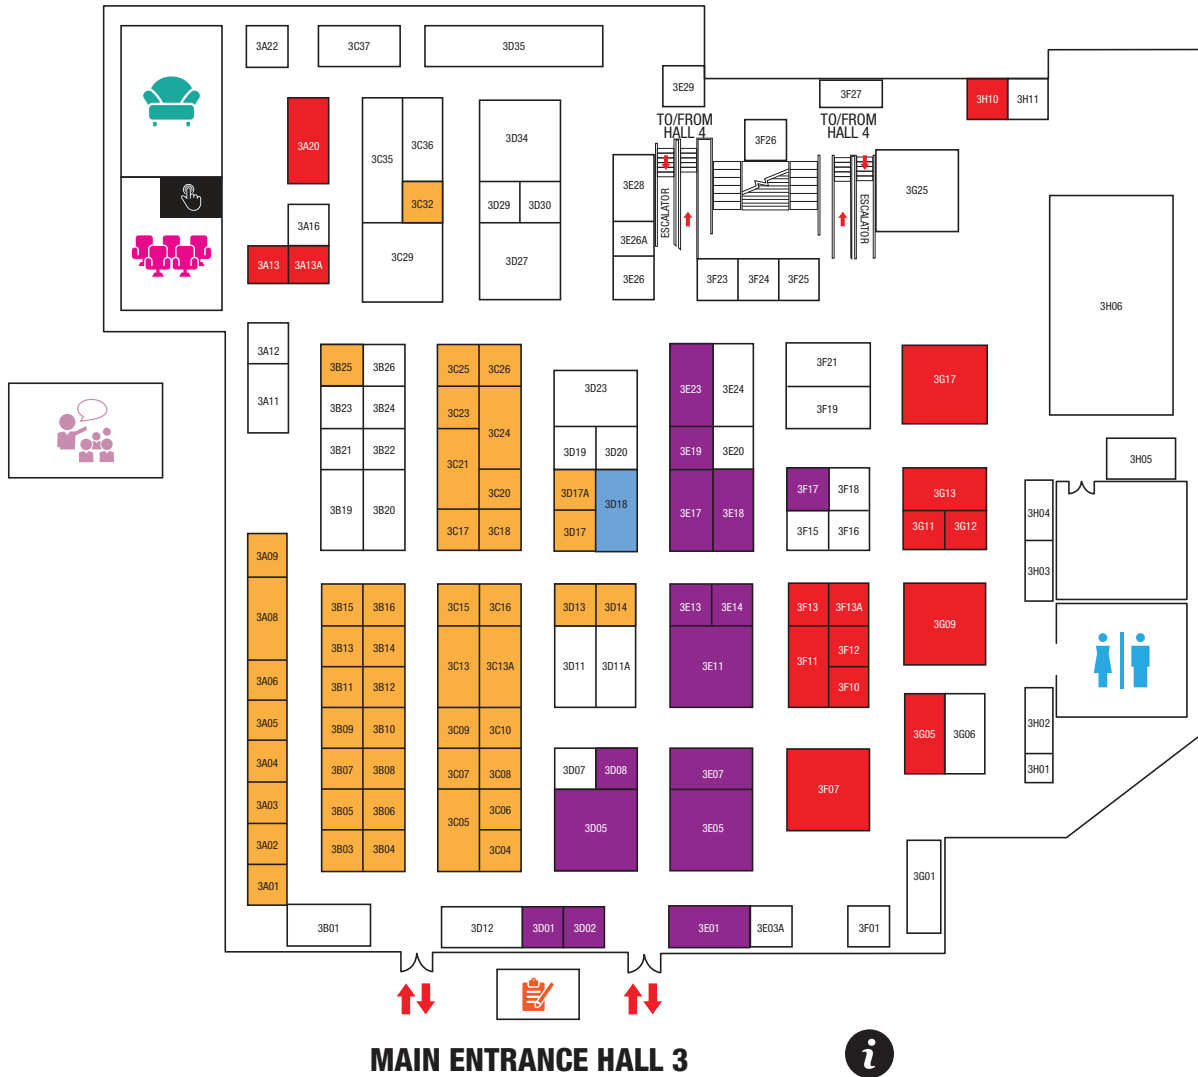 3A22 3C37 3D35
3E29 3F27 3H10 3H11
TO/FROM HALL 4
TO/FROM HALL 4
3A20 3C35 3C36 3D34 3F26
3E28 ESCALATOR ESCALATOR 3G25
3C32 3D29 3D30
3A16 3E26A
3A13 3A13A 3C29 3D27
3E26 3F23 3F24 3F25
3H06
3A12 3B25 3B26 3C25 3C26 3D23 3E23 3E24 3F21 3G17
3A11 3B23 3B24 3C23 3C24 3F19
3B21 3B22 3C21 3D19 3D20 3E19 3E20
3H05
3B19 3B20 3C20 3D17A 3D18 3E17 3E18 3F17 3F18 3G13
3C17 3C18 3D17 3F15 3F16 3G11 3G12 3H04
3A09 3H03
3A08 3B15 3B16 3C15 3C16 3D13 3D14 3E13 3E14 3F13 3F13A 3G09
3B13 3B14 3C13 3C13A 3D11 3D11A 3E11 3F11 3F12
3A06 3B11 3B12 3F10
3A05 3B09 3B10 3C09 3C10 3G05 3G06 3H02
3A04 3B07 3B08 3C07 3C08 3D07 3D08 3E07 3F07 3H01
3A03 3B05 3B06 3C05 3C06 3D05 3E05
3A02 3B03 3B04 3C04
3A01 3G01
3B01 3D12 3D01 3D02 3E01 3E03A 3F01
MAIN ENTRANCE HALL 3
i